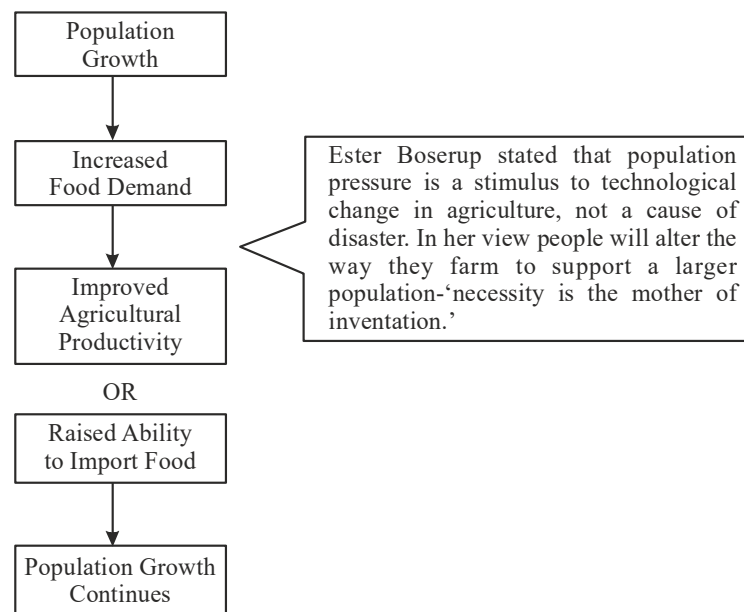 Population
Growth
Increased
Food Demand
Ester Boserup stated that population
pressure is a stimulus to technological
change in agriculture, not a cause of
disaster. In her view people will alter the
way they farm to support a larger
population-‘necessity is the mother of
inventation.’
Improved
Agricultural
Productivity
OR
Raised Ability
to Import Food
Population Growth
Continues